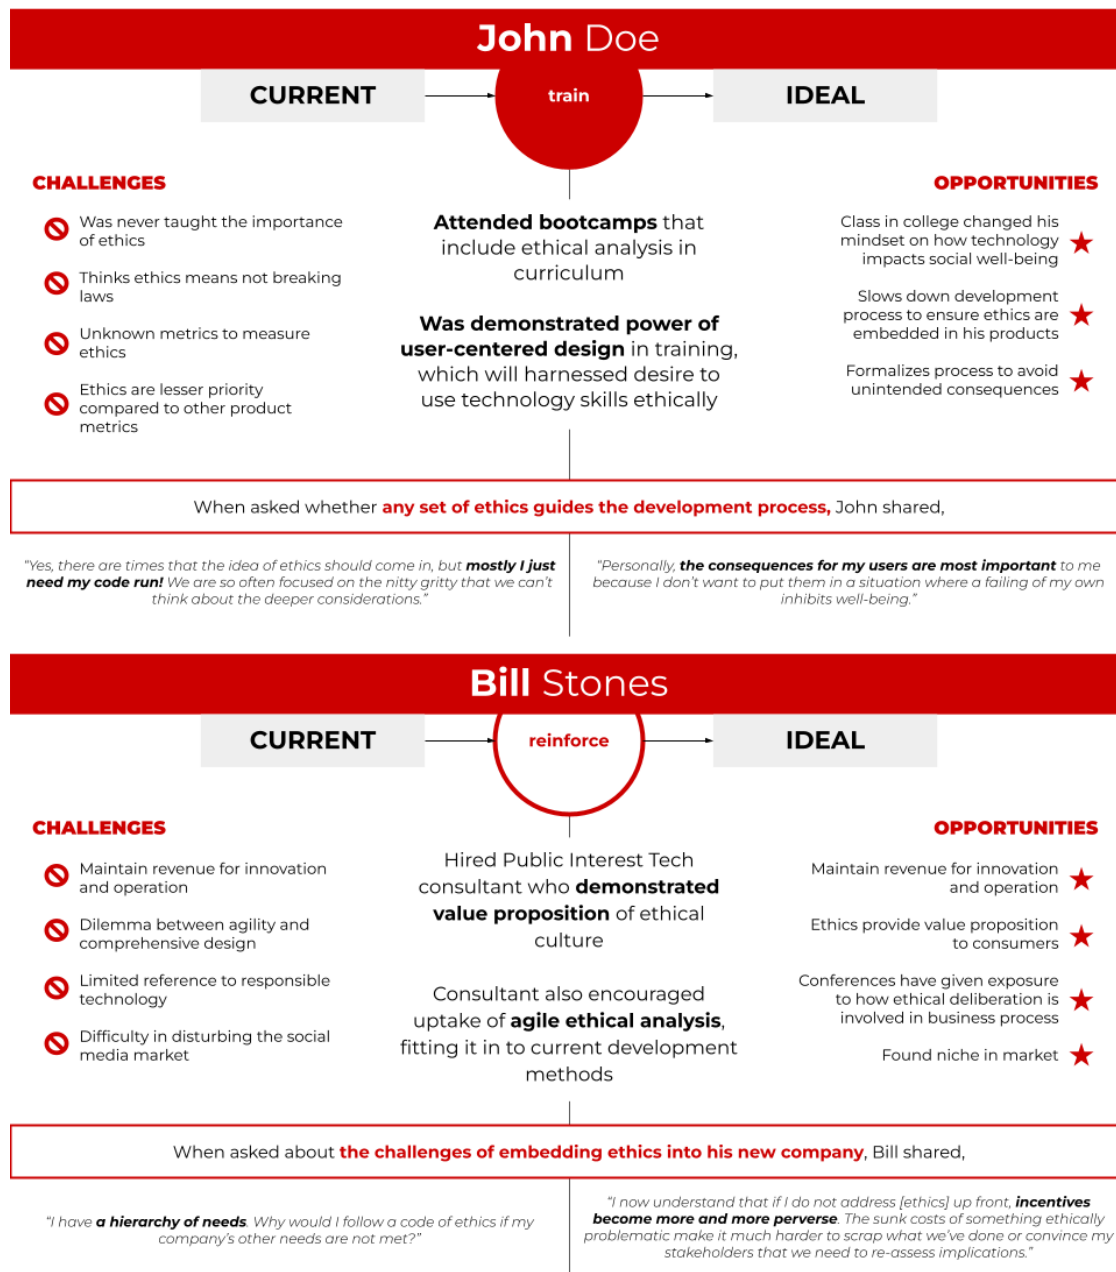 John Doe
CURRENT
train
IDEAL
CHALLENGES
Was never taught the importance
of ethics
Thinks ethics means not breaking
laws
Unknown metrics to measure
ethics
Ethics are lesser priority
compared to other product
metrics
Attended bootcamps that
include ethical analysis in
curriculum
Was demonstrated power of
user-centered design in training,
which will harnessed desire to
use technology skills ethically
OPPORTUNITIES
Class in college changed his
mindset on how technology
impacts social well-being
Slows down development
process to ensure ethics are
embedded in his products
Formalizes process to avoid
unintended consequences
When asked whether any set of ethics guides the development process, John shared,
"Yes, there are times that the idea of ethics should come in, but mostly I just
need my code run! We are so often focused on the nitty gritty that we can't
think about the deeper considerations."
"Personally, the consequences for my users are most important to me
because I don't want to put them in a situation where a failing of my own
inhibits well-being."
Bill Stones
CURRENT
reinforce
IDEAL
CHALLENGES
Maintain revenue for innovation
and operation
Dilemma between agility and
comprehensive design
Limited reference to responsible
technology
Difficulty in disturbing the social
media market
Hired Public Interest Tech
consultant who demonstrated
value proposition of ethical
culture
Consultant also encouraged
uptake of agile ethical analysis,
fitting it in to current development
methods
OPPORTUNITIES
Maintain revenue for innovation
and operation
Ethics provide value proposition
to consumers
Conferences have given exposure
to how ethical deliberation is
involved in business process
Found niche in market
When asked about the challenges of embedding ethics into his new company, Bill shared,
"I have a hierarchy of needs. Why would I follow a code of ethics if my
company's other needs are not met?"
"I now understand that if I do not address [ethics] up front, incentives
become more and more perverse. The sunk costs of something ethically
problematic make it much harder to scrap what we've done or convince my
stakeholders that we need to re-assess implications."